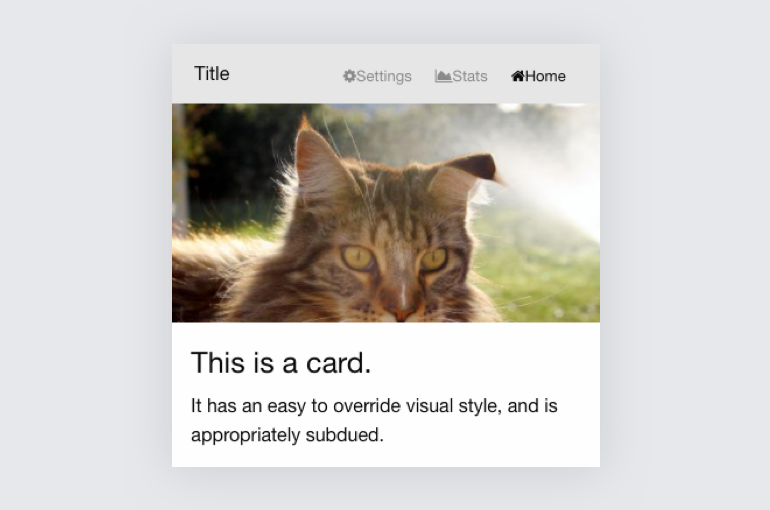 Title Settings Stats Home
This is a card.
It has an easy to override visual style, and is
appropriately subdued.